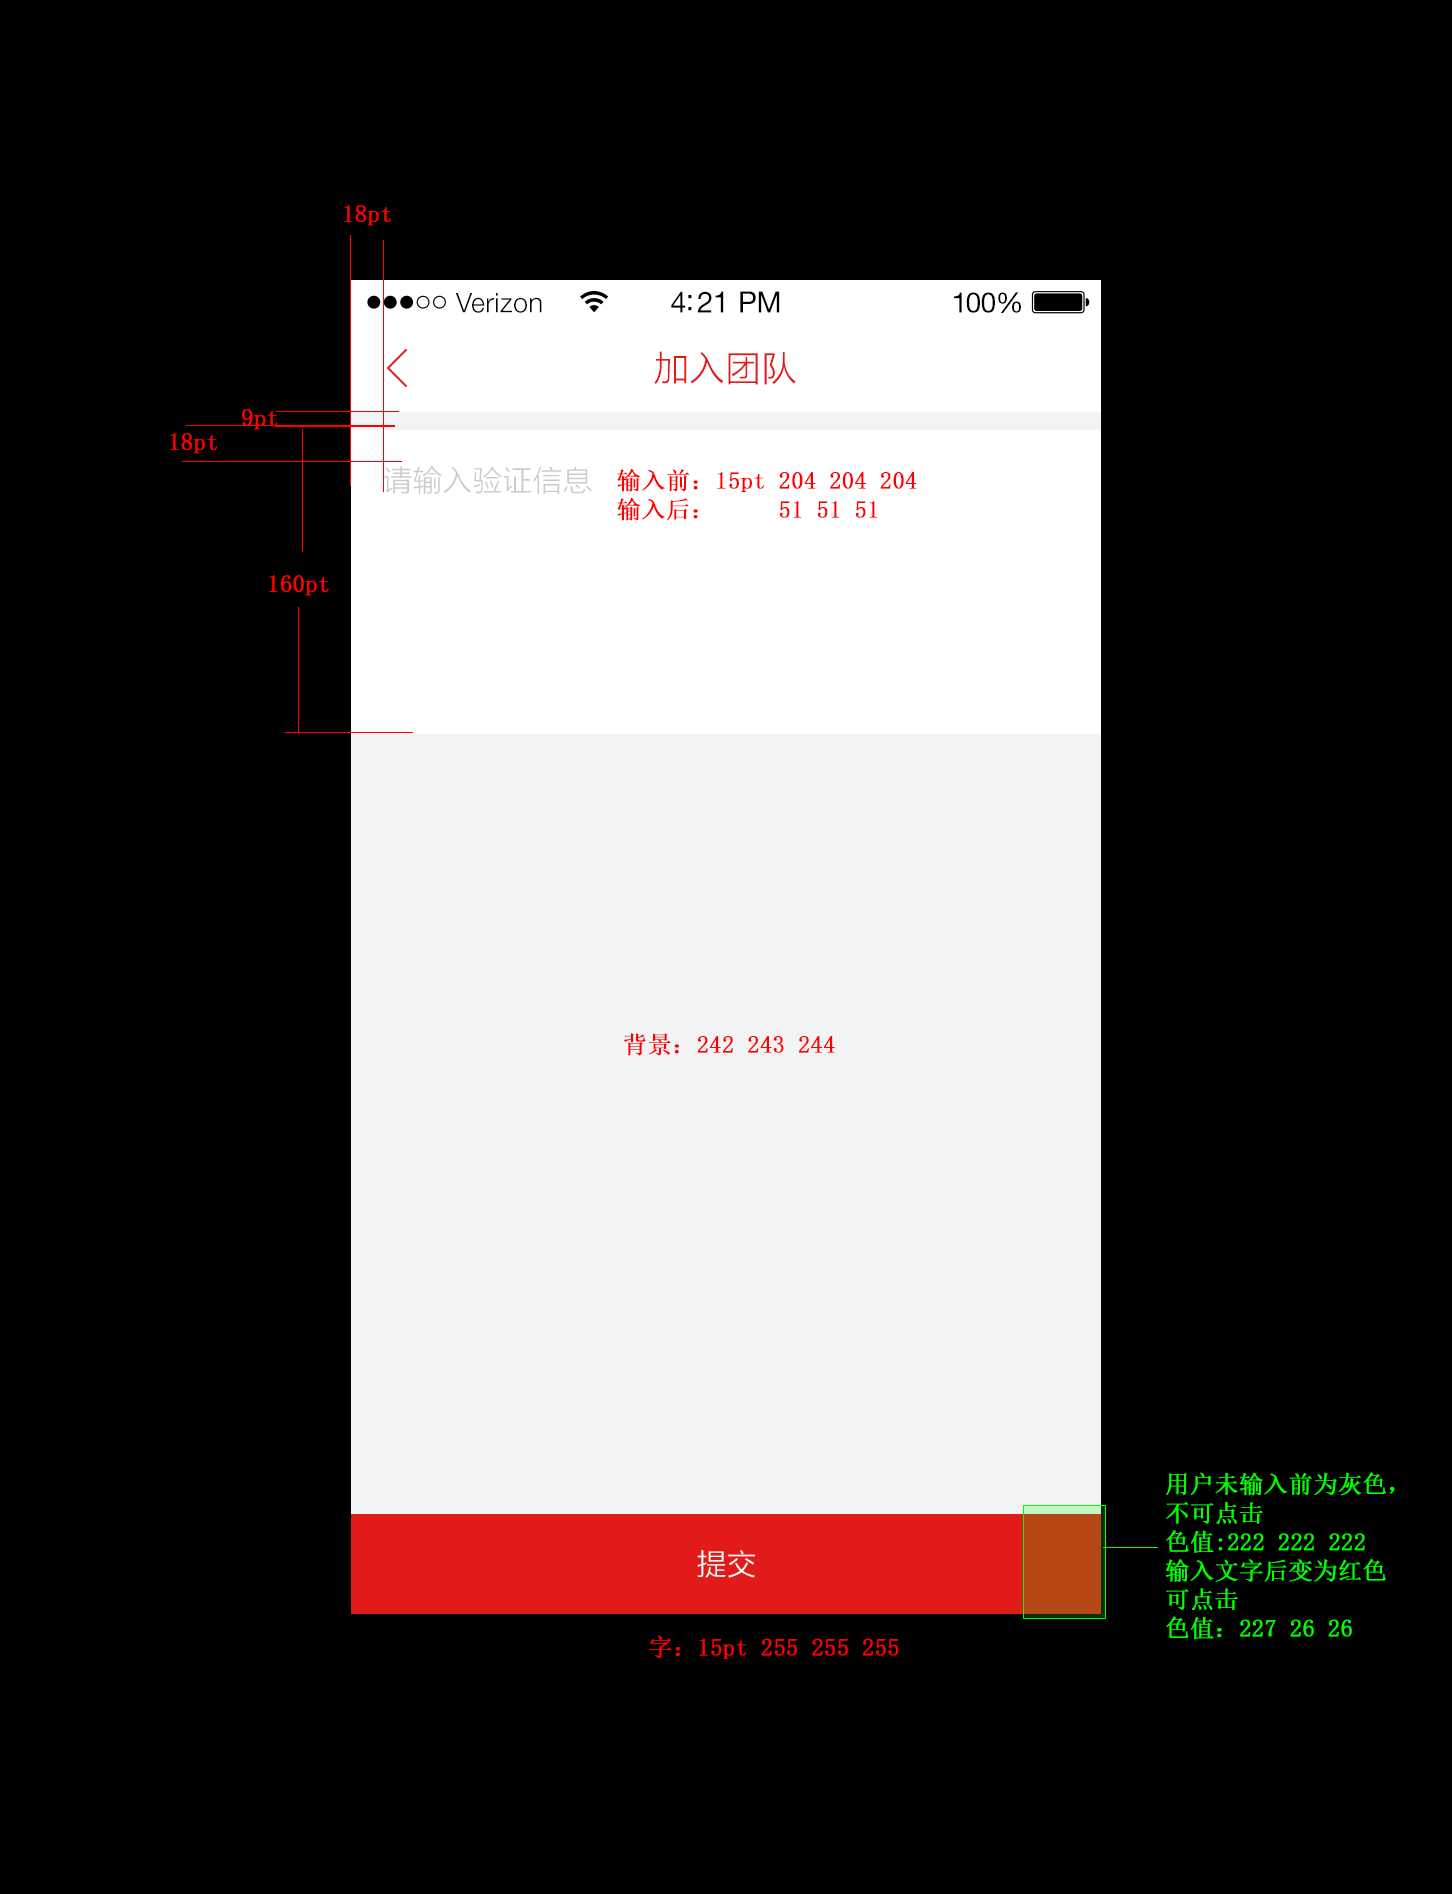 18pt
Verizon
4:21 PM
100%
加入团队
9pt
18pt
请输入验证信息
输入前：15pt 204 204 204
输入后： 51 51 51
160pt
背景：242 243 244
用户未输入前为灰色，
不可点击
色值:222 222 222
输入文字后变为红色
可点击
色值：227 26 26
提交
字：15pt 255 255 255